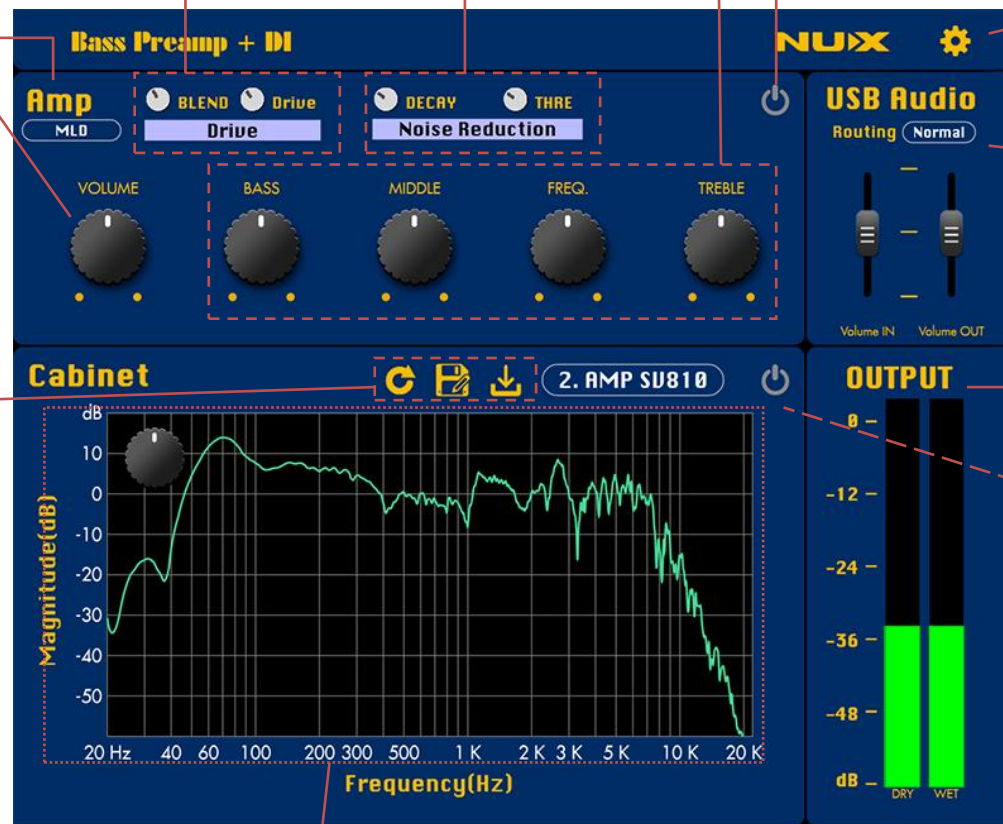 Bass Preamp + DI
NUX
Amp
MLD
BLEND
Drive
Drive
DECAY
THRE
Noise Reduction
VOLUME
BASS
MIDDLE
FREQ.
TREBLE
USB Audio
Routing
Normal
Volume IN
Volume OUT
Cabinet
2. AMP SV810
dB
10
0
-10
-20
-30
-40
-50
Magnitude(dB)
20 Hz 40 60 100 200 300 500 1 K 2 K 3 K 5 K 10 K 20 K
Frequency(Hz)
OUTPUT
0
-12
-24
-36
-48
dB
DRY
WET